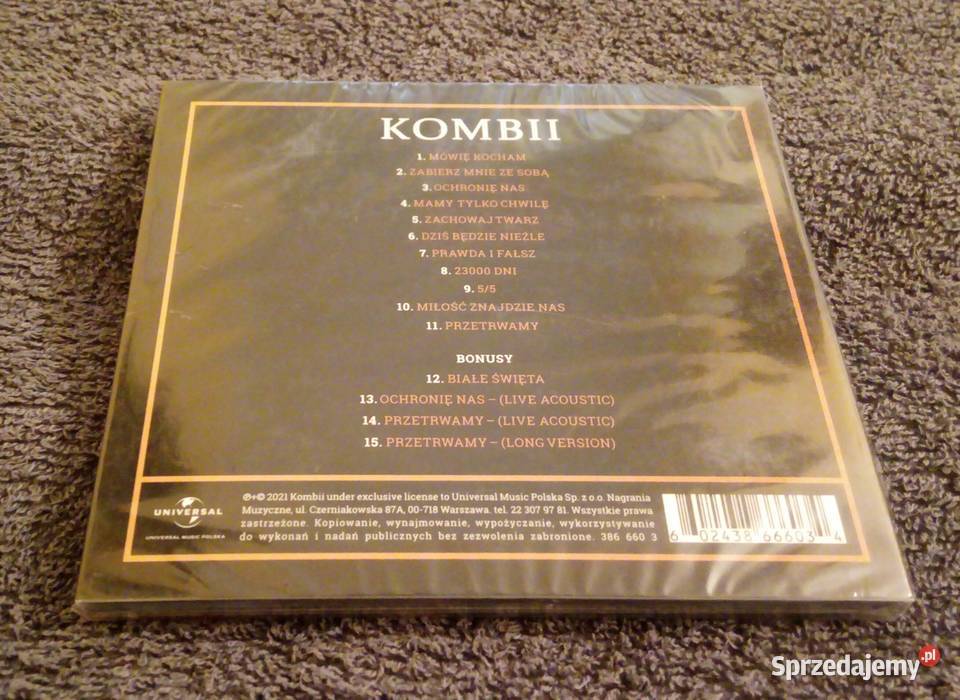 KOMBII
1. MÓWIĘ KOCHAM
2. ZABIERZ MNIE ZE SOBĄ
3. OCHRONIĘ NAS
4. MAMY TYLKO CHWILĘ
5. ZACHOWAJ TWARZ
6. DZIŚ BĘDZIE NIEŹLE
7. PRAWDA I FAŁSZ
8. 23000 DNI
9. 5/5
10. MIŁOŚĆ ZNAJDZIE NAS
11. PRZETRWAMY
BONUSY
12. BIAŁE ŚWIĘTA
13. OCHRONIĘ NAS – (LIVE ACOUSTIC)
14. PRZETRWAMY – (LIVE ACOUSTIC)
15. PRZETRWAMY – (LONG VERSION)
UNIVERSAL
UNIVERSAL MUSIC POLSKA
℗+© 2021 Kombii under exclusive license to Universal Music Polska Sp. z o.o. Nagrania
Muzyczne, ul. Czerniakowska 87A, 00-718 Warszawa. tel. 22 307 97 81. Wszystkie prawa
zastrzeżone. Kopiowanie, wynajmowanie, wypożyczanie, wykorzystywanie
do wykonań i nadań publicznych bez zezwolenia zabronione. 386 660 3
6 02438 66603 4
Sprzedajemy.pl